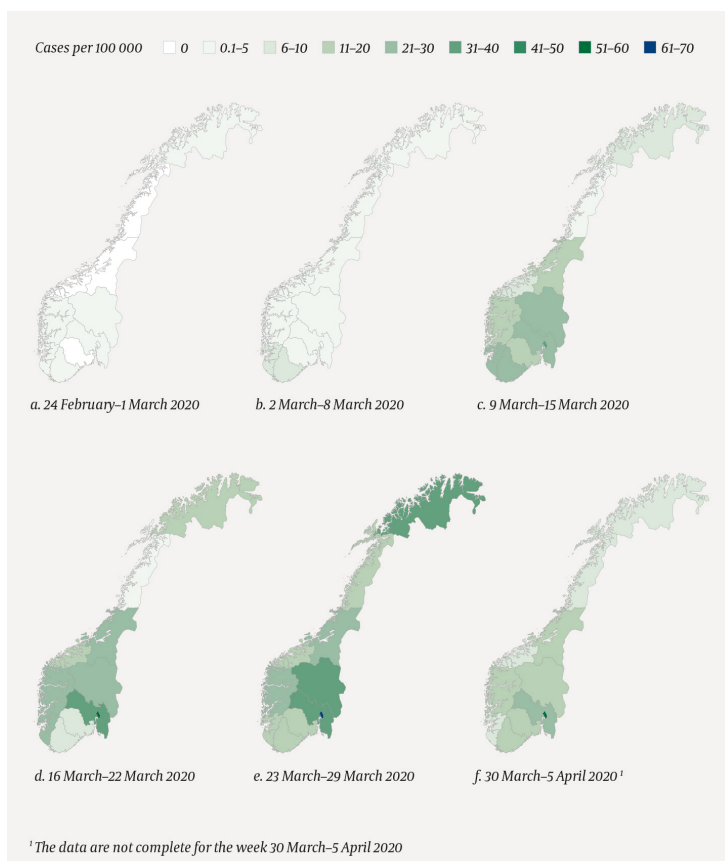 Cases per 100 000 0 0.1–5 6–10 11–20 21–30 31–40 41–50 51–60 61–70
a. 24 February–1 March 2020 b. 2 March–8 March 2020 c. 9 March–15 March 2020
d. 16 March–22 March 2020 e. 23 March–29 March 2020 f. 30 March–5 April 2020 ¹
¹ The data are not complete for the week 30 March–5 April 2020